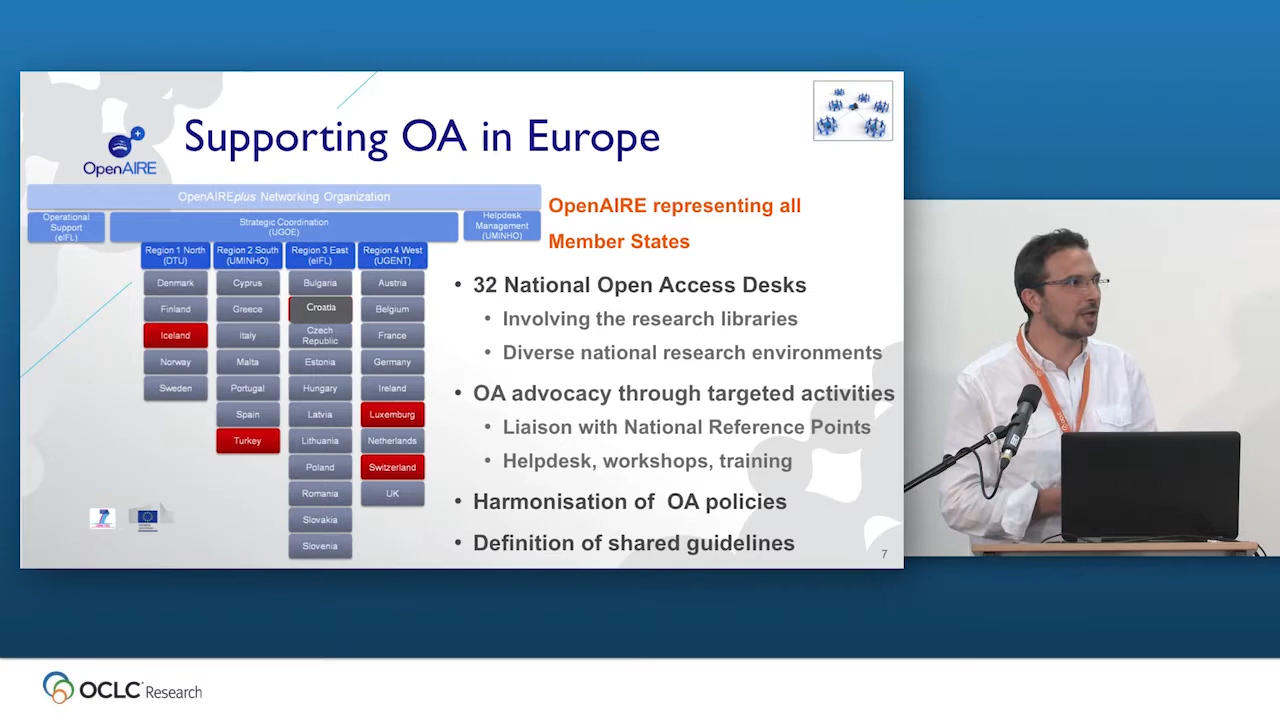 Supporting OA in Europe
OpenAIRE
OpenAIREplus Networking Organization
Operational
Support
(eIFL)
Strategic Coordination
(UGOE)
Helpdesk
Management
(UMINHO)
Region 1 North
(DTU)
Denmark
Finland
Iceland
Norway
Sweden
Region 2 South
(UMINHO)
Cyprus
Greece
Italy
Malta
Portugal
Spain
Turkey
Region 3 East
(eIFL)
Bulgaria
Croatia
Czech
Republic
Estonia
Hungary
Latvia
Lithuania
Poland
Romania
Slovakia
Slovenia
Region 4 West
(UGENT)
Austria
Belgium
France
Germany
Ireland
Luxemburg
Netherlands
Switzerland
UK
OpenAIRE representing all
Member States
• 32 National Open Access Desks
• Involving the research libraries
• Diverse national research environments
• OA advocacy through targeted activities
• Liaison with National Reference Points
• Helpdesk, workshops, training
• Harmonisation of OA policies
• Definition of shared guidelines
7
OCLC Research